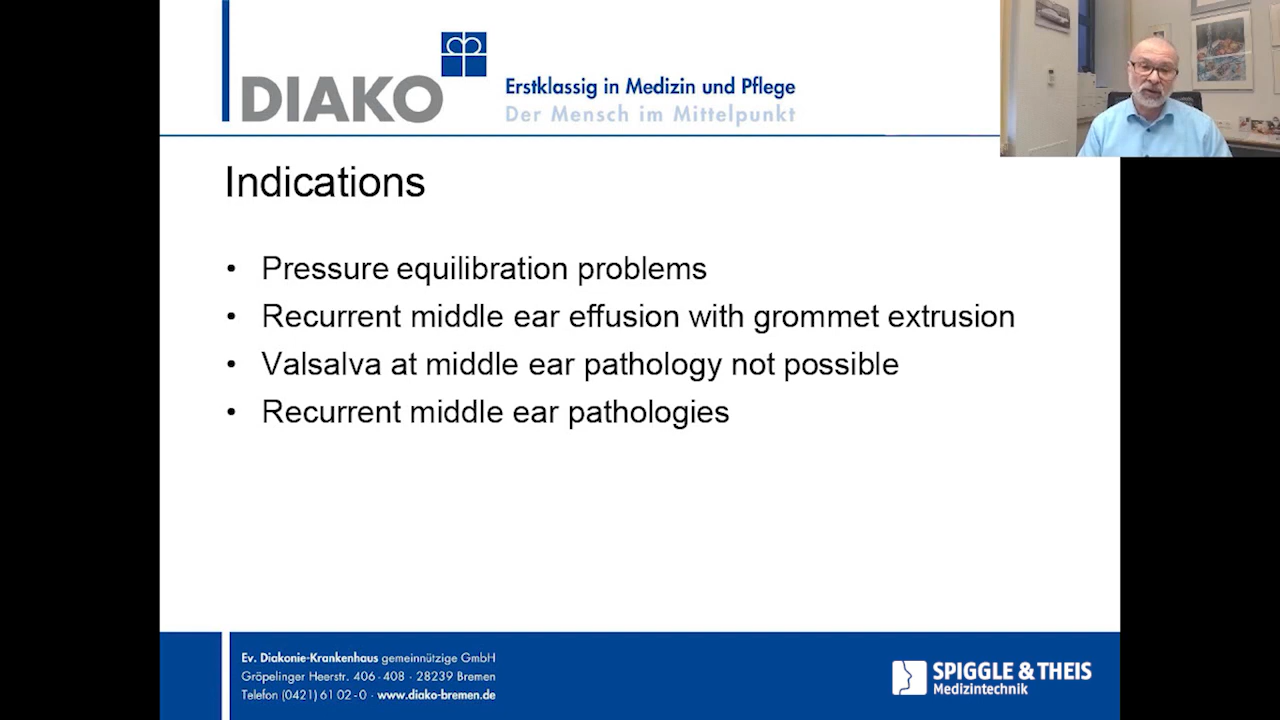 DIAKO
Erstklassig in Medizin und Pflege
Der Mensch im Mittelpunkt
Indications
• Pressure equilibration problems
• Recurrent middle ear effusion with grommet extrusion
• Valsalva at middle ear pathology not possible
• Recurrent middle ear pathologies
Ev. Diakonie-Krankenhaus gemeinnützige GmbH
Gröpelinger Heerstr. 406-408 · 28239 Bremen
Telefon (0421) 61 02-0 · www.diako-bremen.de
SPIGGLE & THEIS
Medizintechnik